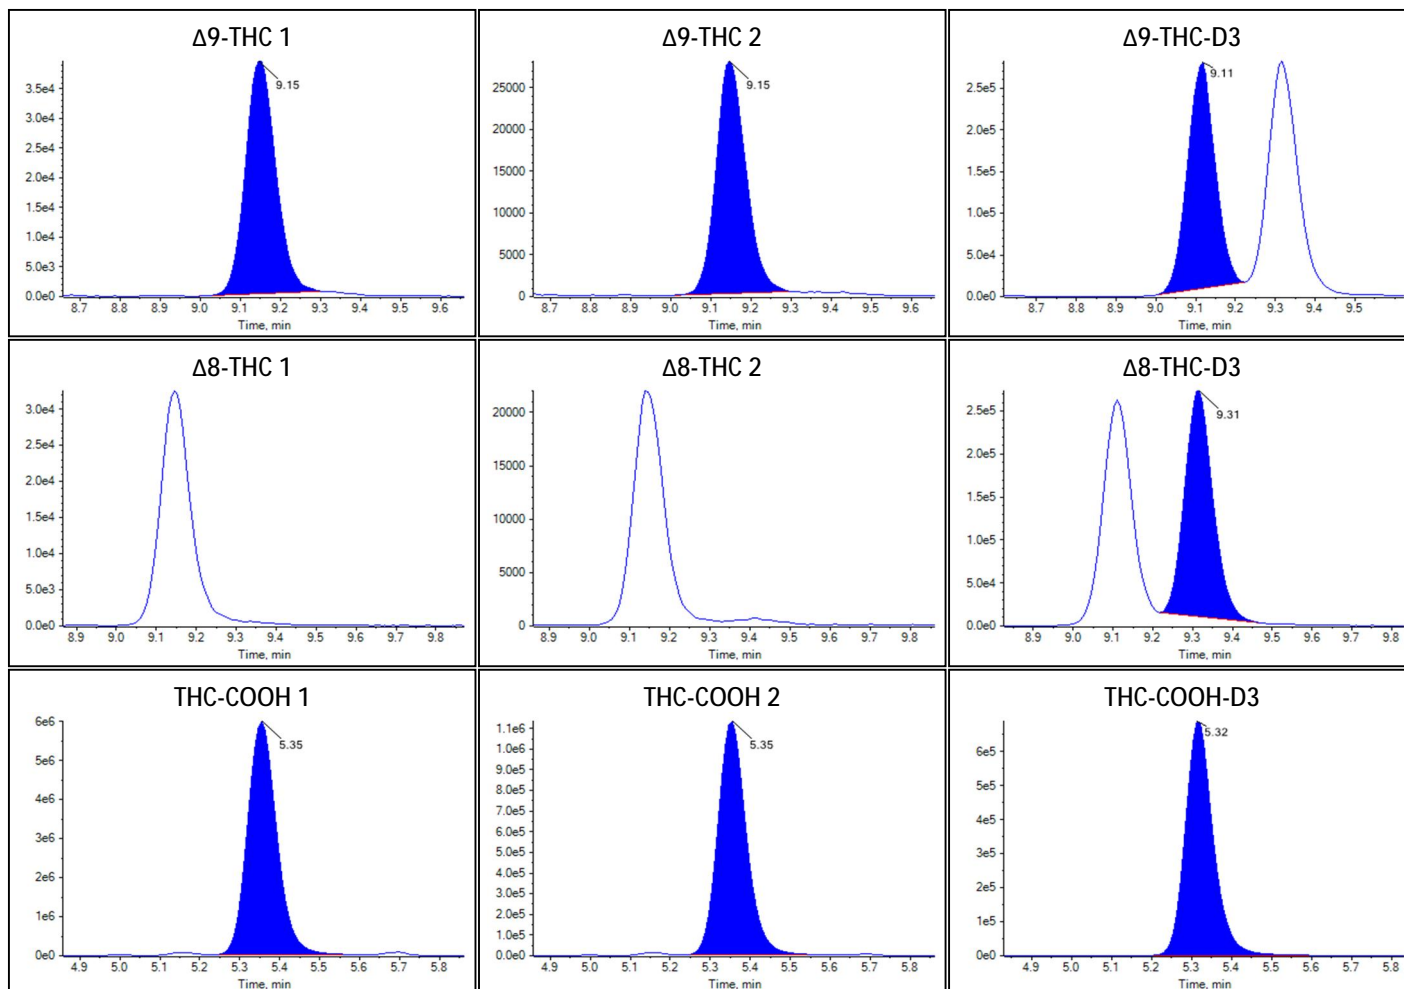 Δ9-THC 1
9.15
3.5e4
3.0e4
2.5e4
2.0e4
1.5e4
1.0e4
5.0e3
0.0e0
8.7 8.8 8.9 9.0 9.1 9.2 9.3 9.4 9.5 9.6
Time, min
Δ9-THC 2
9.15
25000
20000
15000
10000
5000
0
8.7 8.8 8.9 9.0 9.1 9.2 9.3 9.4 9.5 9.6
Time, min
Δ9-THC-D3
9.11
2.5e5
2.0e5
1.5e5
1.0e5
5.0e4
0.0e0
8.7 8.8 8.9 9.0 9.1 9.2 9.3 9.4 9.5
Time, min
Δ8-THC 1
3.0e4
2.5e4
2.0e4
1.5e4
1.0e4
5.0e3
0.0e0
8.9 9.0 9.1 9.2 9.3 9.4 9.5 9.6 9.7 9.8
Time, min
Δ8-THC 2
20000
15000
10000
5000
0
8.9 9.0 9.1 9.2 9.3 9.4 9.5 9.6 9.7 9.8
Time, min
Δ8-THC-D3
9.31
2.5e5
2.0e5
1.5e5
1.0e5
5.0e4
0.0e0
8.9 9.0 9.1 9.2 9.3 9.4 9.5 9.6 9.7 9.8
Time, min
THC-COOH 1
5.35
6e6
5e6
4e6
3e6
2e6
1e6
0e0
4.9 5.0 5.1 5.2 5.3 5.4 5.5 5.6 5.7 5.8
Time, min
THC-COOH 2
5.35
1.1e6
1.0e6
9.0e5
8.0e5
7.0e5
6.0e5
5.0e5
4.0e5
3.0e5
2.0e5
1.0e5
0.0e0
4.9 5.0 5.1 5.2 5.3 5.4 5.5 5.6 5.7 5.8
Time, min
THC-COOH-D3
5.32
6e5
5e5
4e5
3e5
2e5
1e5
0e0
4.9 5.0 5.1 5.2 5.3 5.4 5.5 5.6 5.7 5.8
Time, min